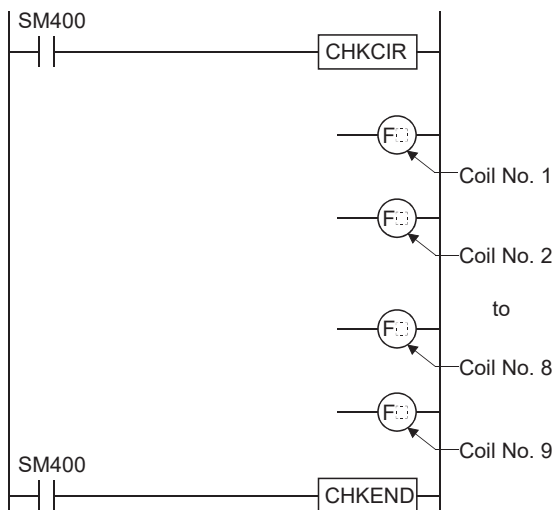 SM400
CHKCIR
F
Coil No. 1
F
Coil No. 2
to
F
Coil No. 8
F
Coil No. 9
SM400
CHKEND